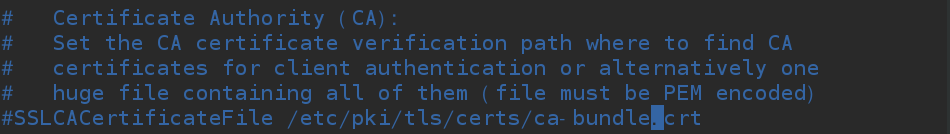 #   Certificate Authority (CA):
#   Set the CA certificate verification path where to find CA
#   certificates for client authentication or alternatively one
#   huge file containing all of them (file must be PEM encoded)
#SSLCACertificateFile /etc/pki/tls/certs/ca-bundle.crt